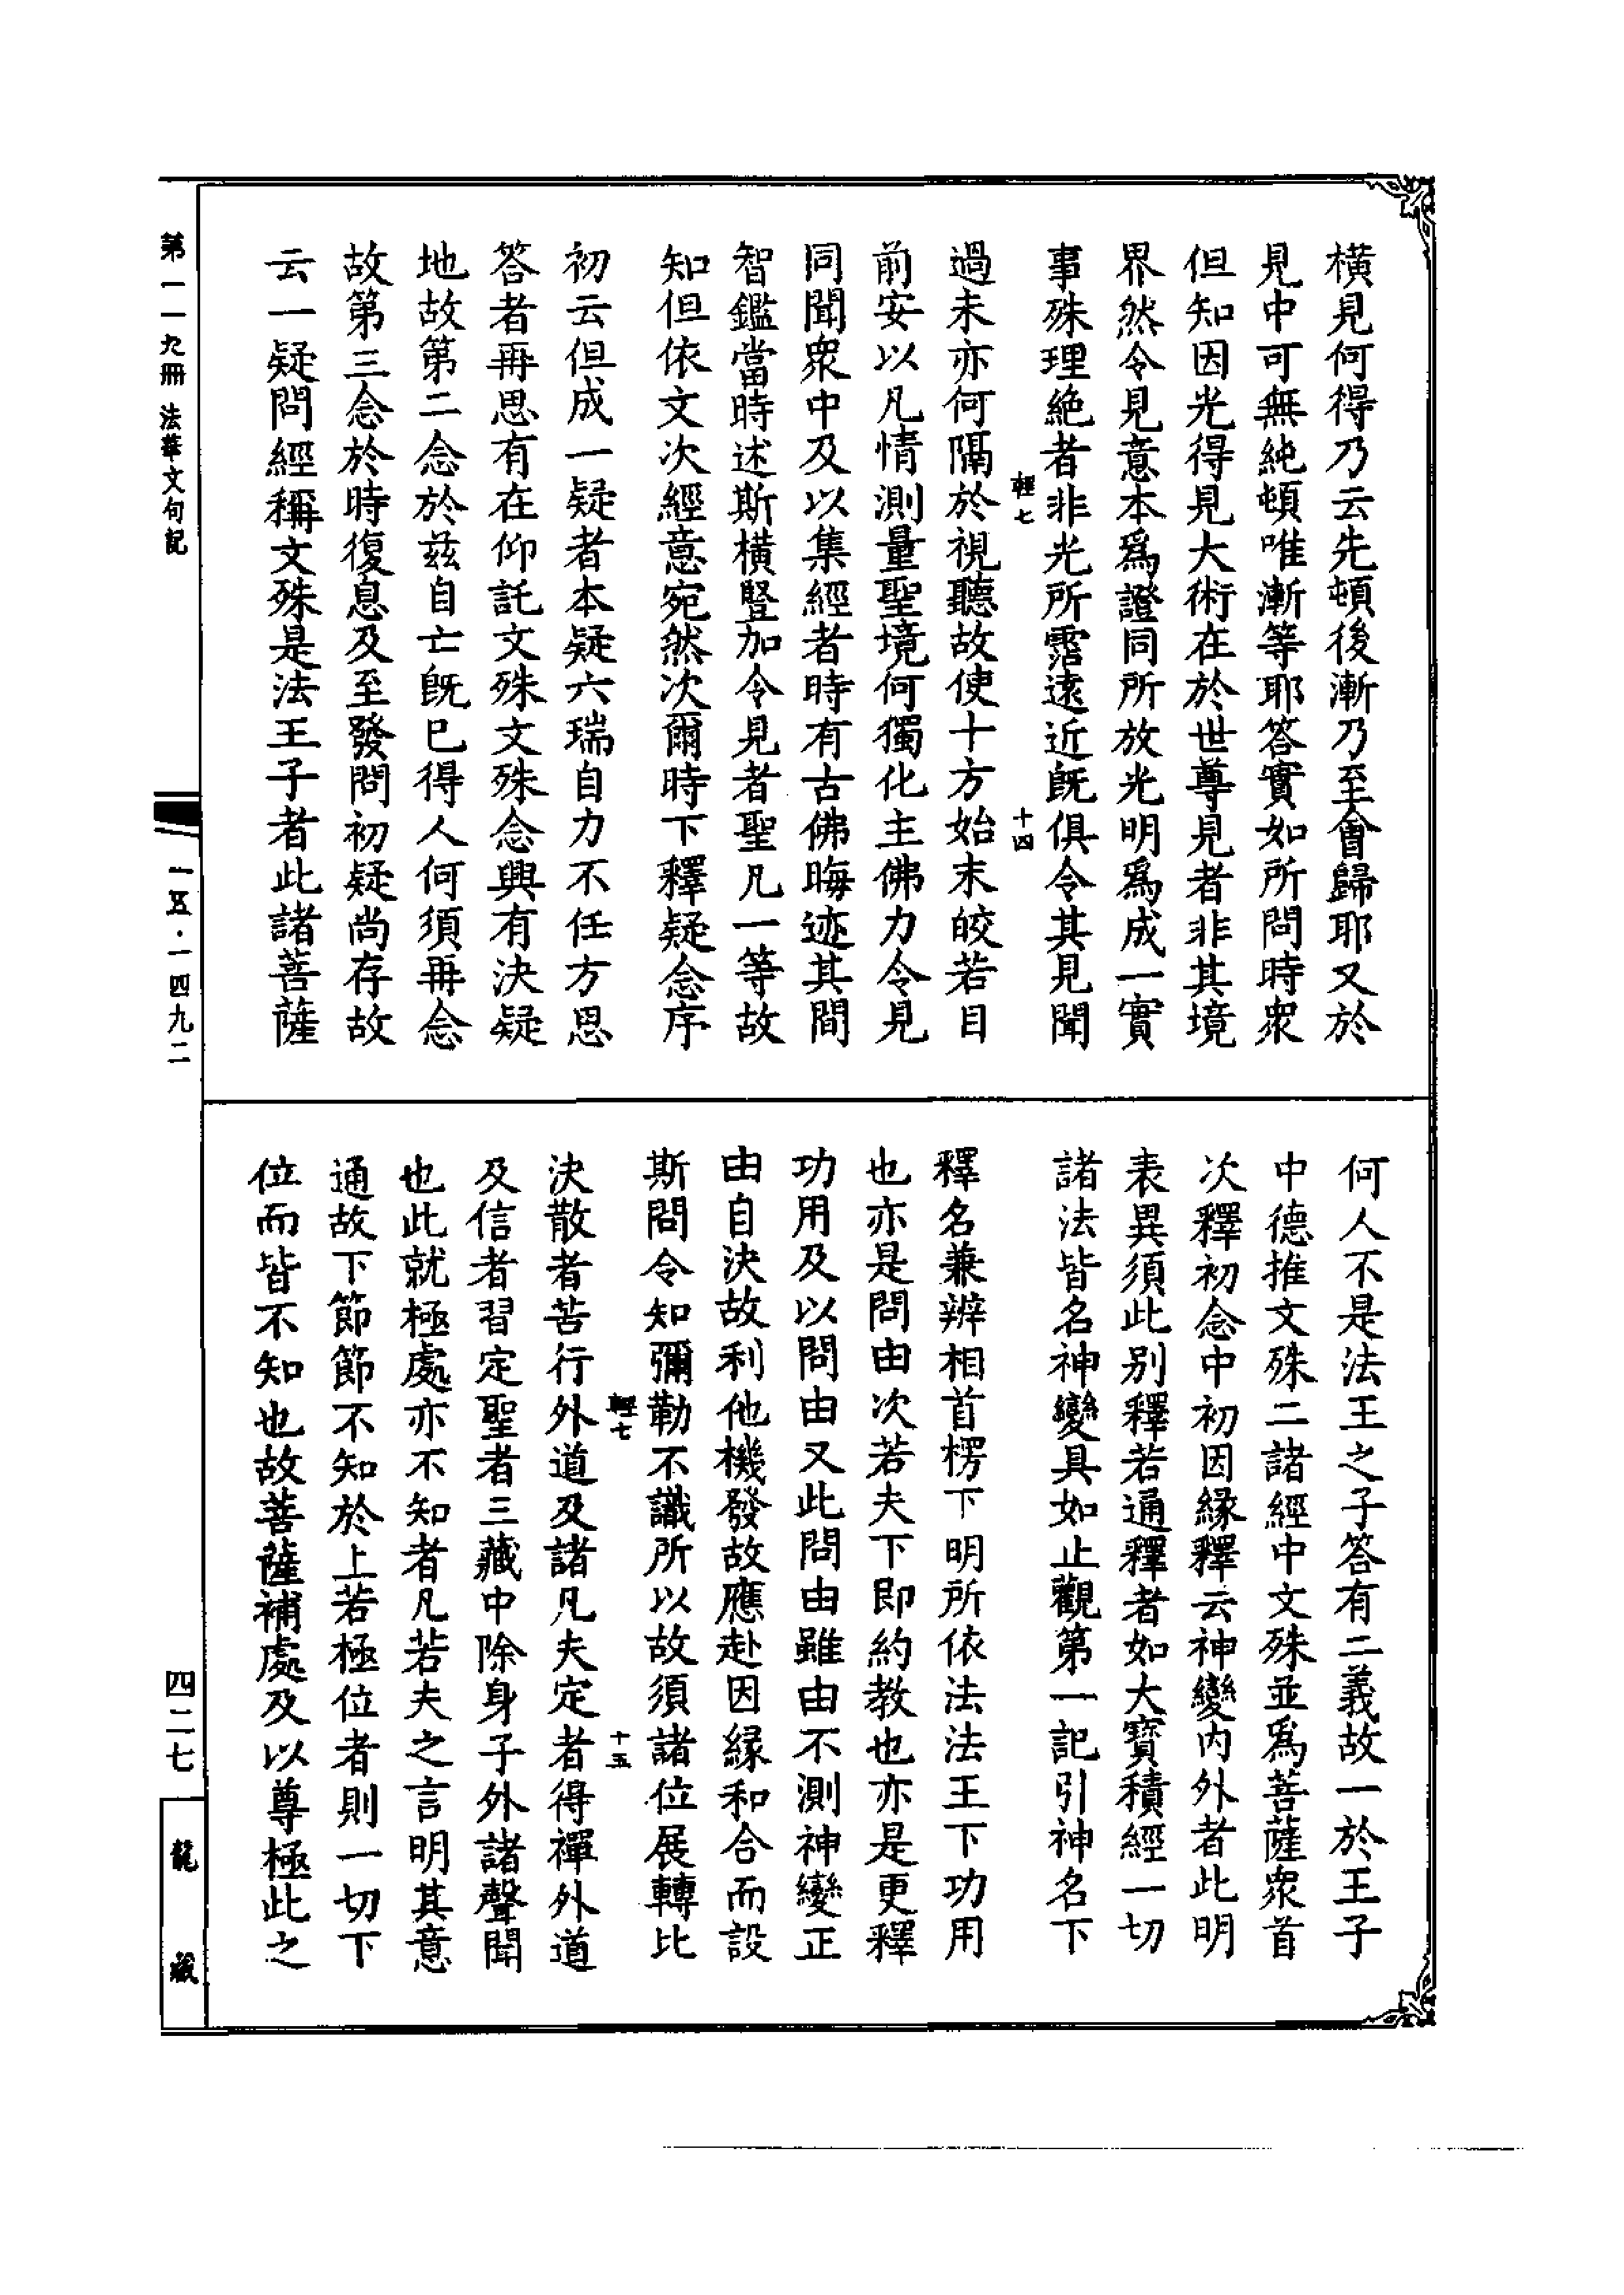 橫見何得乃云先頓後漸乃至會歸耶又於
見中可無純頓唯漸等耶答實如所問時衆
但知因光得見大術在於世尊見者非其境
界然令見意本爲證同所放光明爲成一實
事殊理絶者非光所霑遠近旣俱令其見聞
輕七
十四
過未亦何隔於視聽故使十方始末皎若目
前安以凡情測量聖境何獨化主佛力令見
同聞衆中及以集經者時有古佛晦迹其間
智鑑當時述斯橫豎加令見者聖凡一等故
知但依文次經意宛然次爾時下釋疑念序
初云但成一疑者本疑六瑞自力不任方思
答者再思有在仰託文殊文殊念興有決疑
地故第二念於茲自亡旣已得人何須再念
故第三念於時復息及至發問初疑尚存故
云一疑問經稱文殊是法王子者此諸菩薩
何人不是法王之子答有二義故一於王子
中德推文殊二諸經中文殊並爲菩薩衆首
次釋初念中初因緣釋云神變内外者此明
表異須此别釋若通釋者如大寶積經一切
諸法皆名神變具如止觀第一記引神名下
釋名兼辨相首楞下明所依法法王下功用
也亦是問由次若夫下即約教也亦是更釋
功用及以問由又此問由雖由不測神變正
由自決故利他機發故應赴因緣和合而設
斯問令知彌勒不識所以故須諸位展轉比
輕七
十五
決散者苦行外道及諸凡夫定者得禪外道
及信者習定聖者三藏中除身子外諸聲聞
也此就極處亦不知者凡若夫之言明其意
通故下節節不知於上若極位者則一切下
位而皆不知也故菩薩補處及以尊極此之
第一一九冊 法華文句記
一五·一四九二
四二七
龍藏